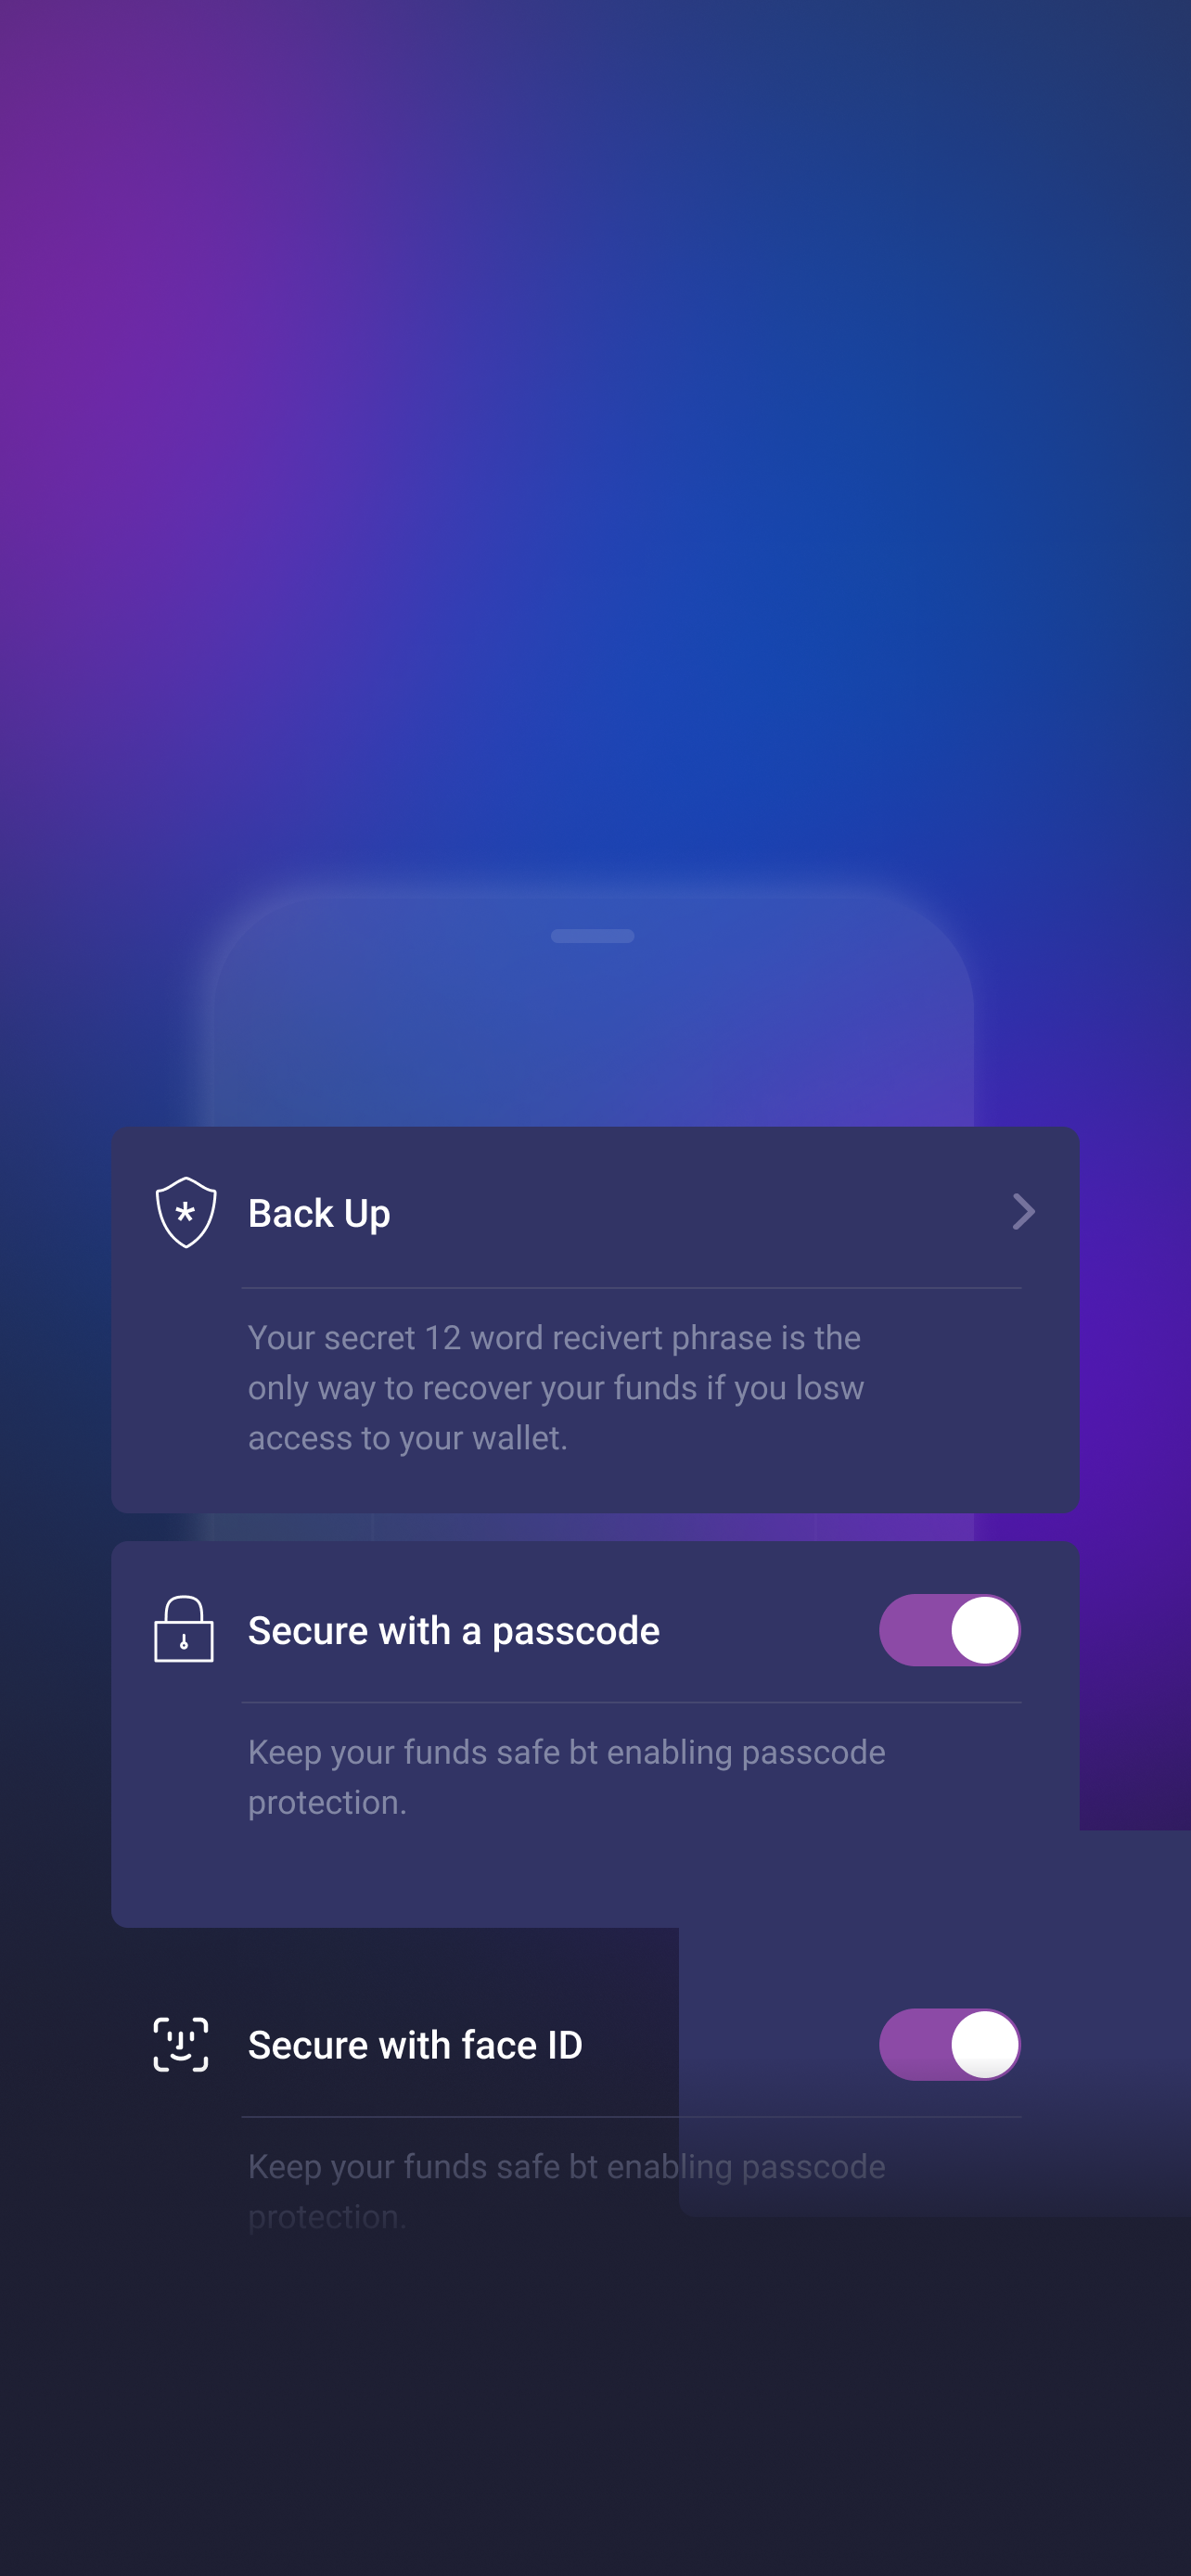 Back Up
Your secret 12 word recivert phrase is the
only way to recover your funds if you losw
access to your wallet.
Secure with a passcode
Keep your funds safe bt enabling passcode
protection.
Secure with face ID
Keep your funds safe bt enabling passcode
protection.